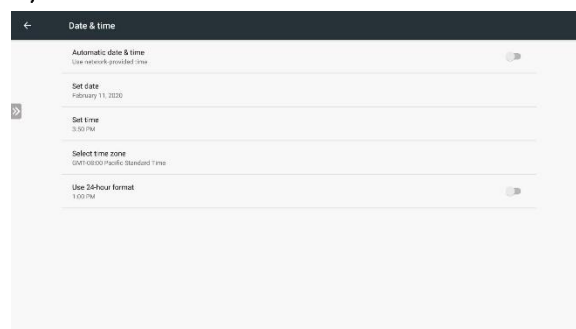 Date & time
Automatic date & time
Use network-provided time
Set date
February 11, 2020
Set time
3:50 PM
Select time zone
GMT-08:00 Pacific Standard Time
Use 24-hour format
1:00 PM